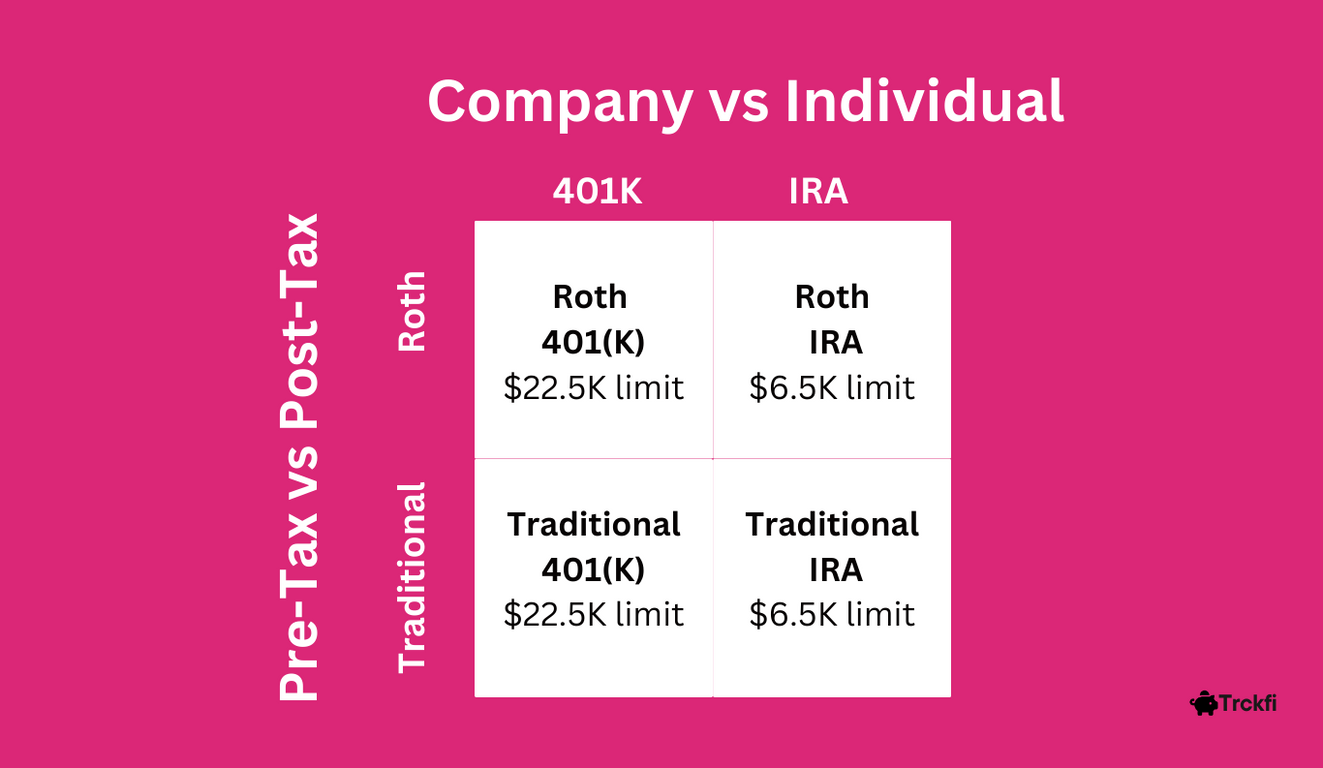 Company vs Individual
401K
IRA
Pre-Tax vs Post-Tax
Roth
Roth
401(K)
$22.5K limit
Roth
IRA
$6.5K limit
Traditional
Traditional
401(K)
$22.5K limit
Traditional
IRA
$6.5K limit
Trckfi